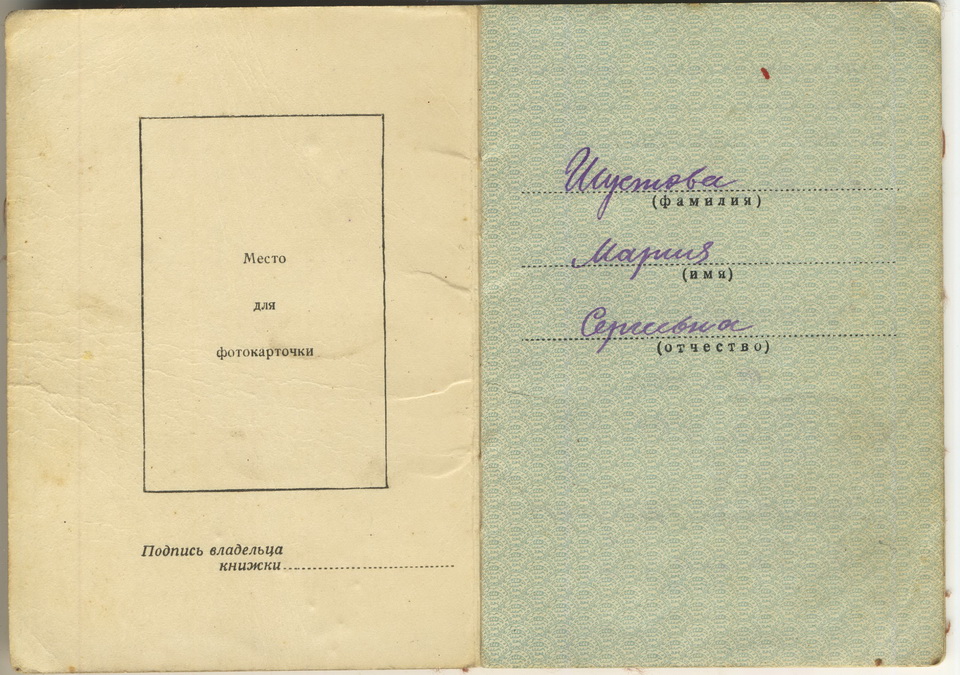 Место
для
фотокарточки
Подпись владельца
книжки
Шустова
(фамилия)
Мария
(имя)
Сергеевна
(отчество)